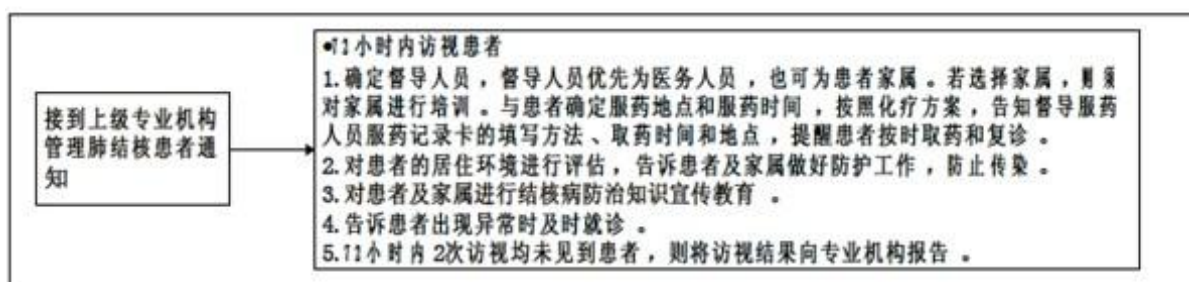 接到上级专业机构
管理肺结核患者通
知
•72小时内访视患者
1.确定督导人员，督导人员优先为医务人员，也可为患者家属。若选择家属，则须
对家属进行培训。与患者确定服药地点和服药时间，按照化疗方案，告知督导服药
人员服药记录卡的填写方法、取药时间和地点，提醒患者按时取药和复诊。
2.对患者的居住环境进行评估，告诉患者及家属做好防护工作，防止传染。
3.对患者及家属进行结核病防治知识宣传教育 。
4.告诉患者出现异常时及时就诊 。
5.72小时内2次访视均未见到患者，则将访视结果向专业机构报告 。